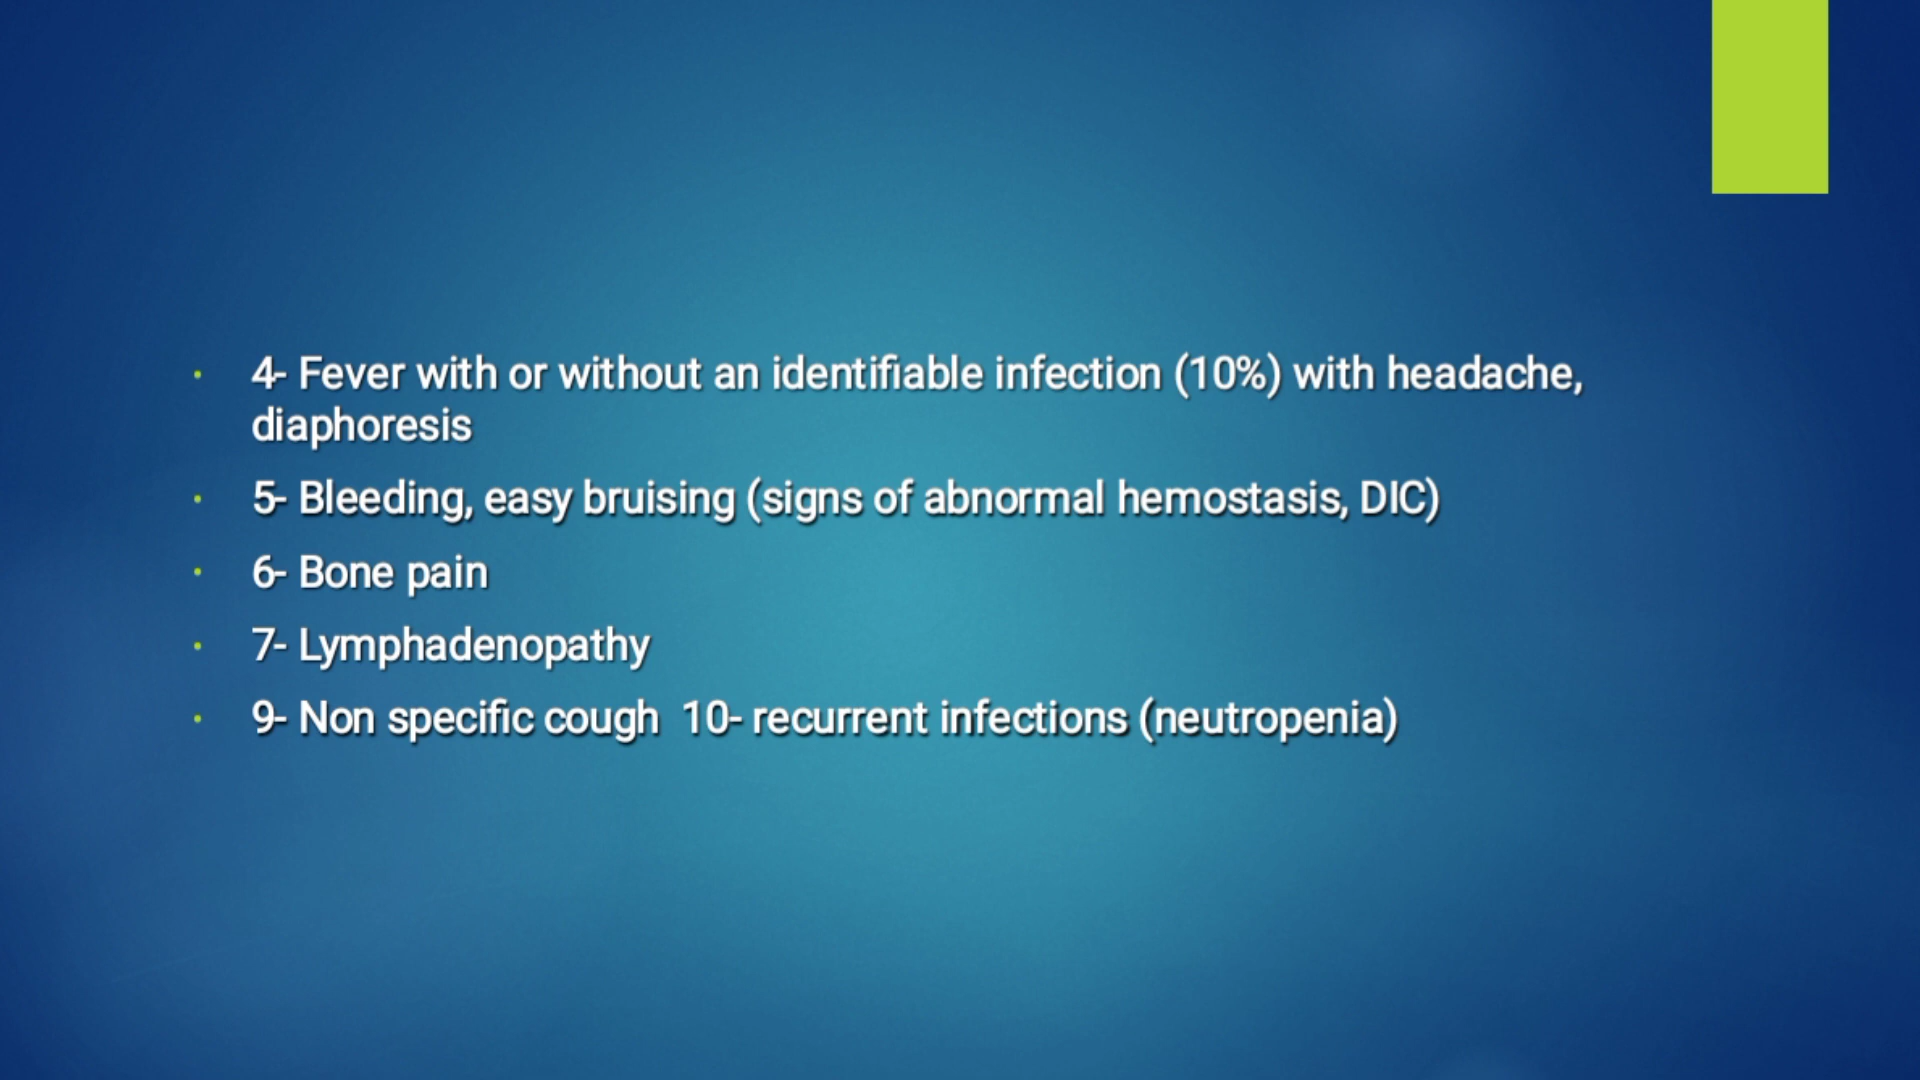 4- Fever with or without an identifiable infection (10%) with headache,
diaphoresis
5- Bleeding, easy bruising (signs of abnormal hemostasis, DIC)
6- Bone pain
7- Lymphadenopathy
9- Non specific cough  10- recurrent infections (neutropenia)